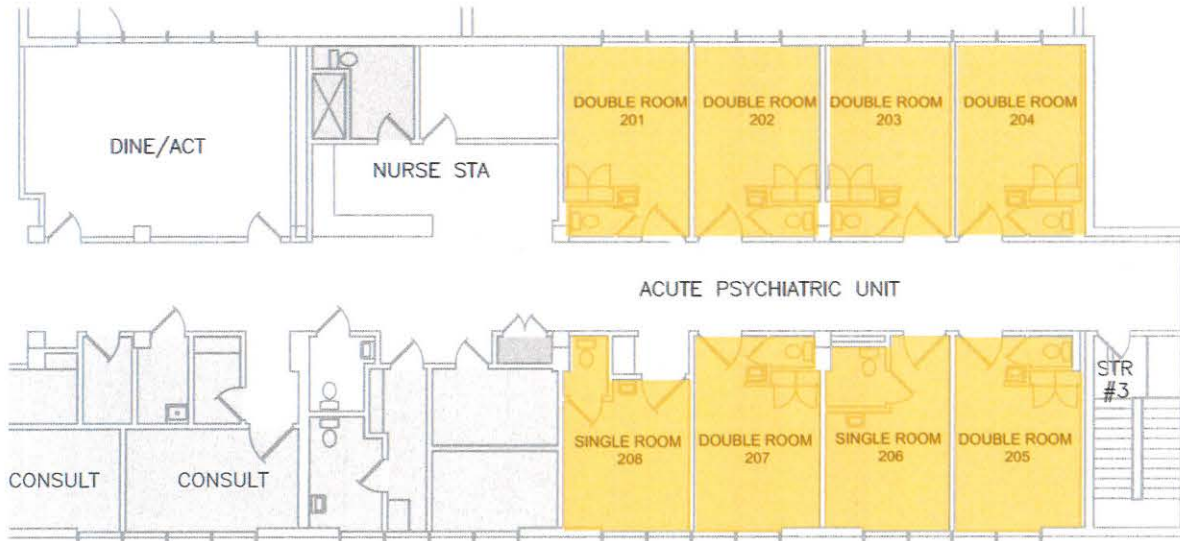 DOUBLE ROOM
201
DOUBLE ROOM
202
DOUBLE ROOM
203
DOUBLE ROOM
204
DINE/ACT
NURSE STA
ACUTE PSYCHIATRIC UNIT
STR
#3
SINGLE ROOM
208
DOUBLE ROOM
207
SINGLE ROOM
206
DOUBLE ROOM
205
CONSULT
CONSULT